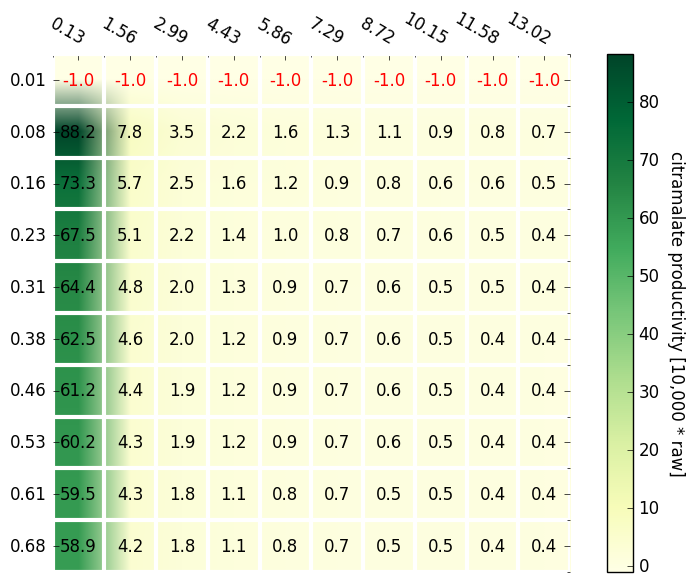 0.13 1.56 2.99 4.43 5.86 7.29 8.72 10.15 11.58 13.02
0.01 -1.0 -1.0 -1.0 -1.0 -1.0 -1.0 -1.0 -1.0 -1.0 -1.0
0.08 88.2 7.8 3.5 2.2 1.6 1.3 1.1 0.9 0.8 0.7
0.16 73.3 5.7 2.5 1.6 1.2 0.9 0.8 0.6 0.6 0.5
0.23 67.5 5.1 2.2 1.4 1.0 0.8 0.7 0.6 0.5 0.4
0.31 64.4 4.8 2.0 1.3 0.9 0.7 0.6 0.5 0.5 0.4
0.38 62.5 4.6 2.0 1.2 0.9 0.7 0.6 0.5 0.4 0.4
0.46 61.2 4.4 1.9 1.2 0.9 0.7 0.6 0.5 0.4 0.4
0.53 60.2 4.3 1.9 1.2 0.9 0.7 0.6 0.5 0.4 0.4
0.61 59.5 4.3 1.8 1.1 0.8 0.7 0.5 0.5 0.4 0.4
0.68 58.9 4.2 1.8 1.1 0.8 0.7 0.5 0.5 0.4 0.4
80
70
60
50
40
30
20
10
0
citramalate productivity [10,000 * raw]